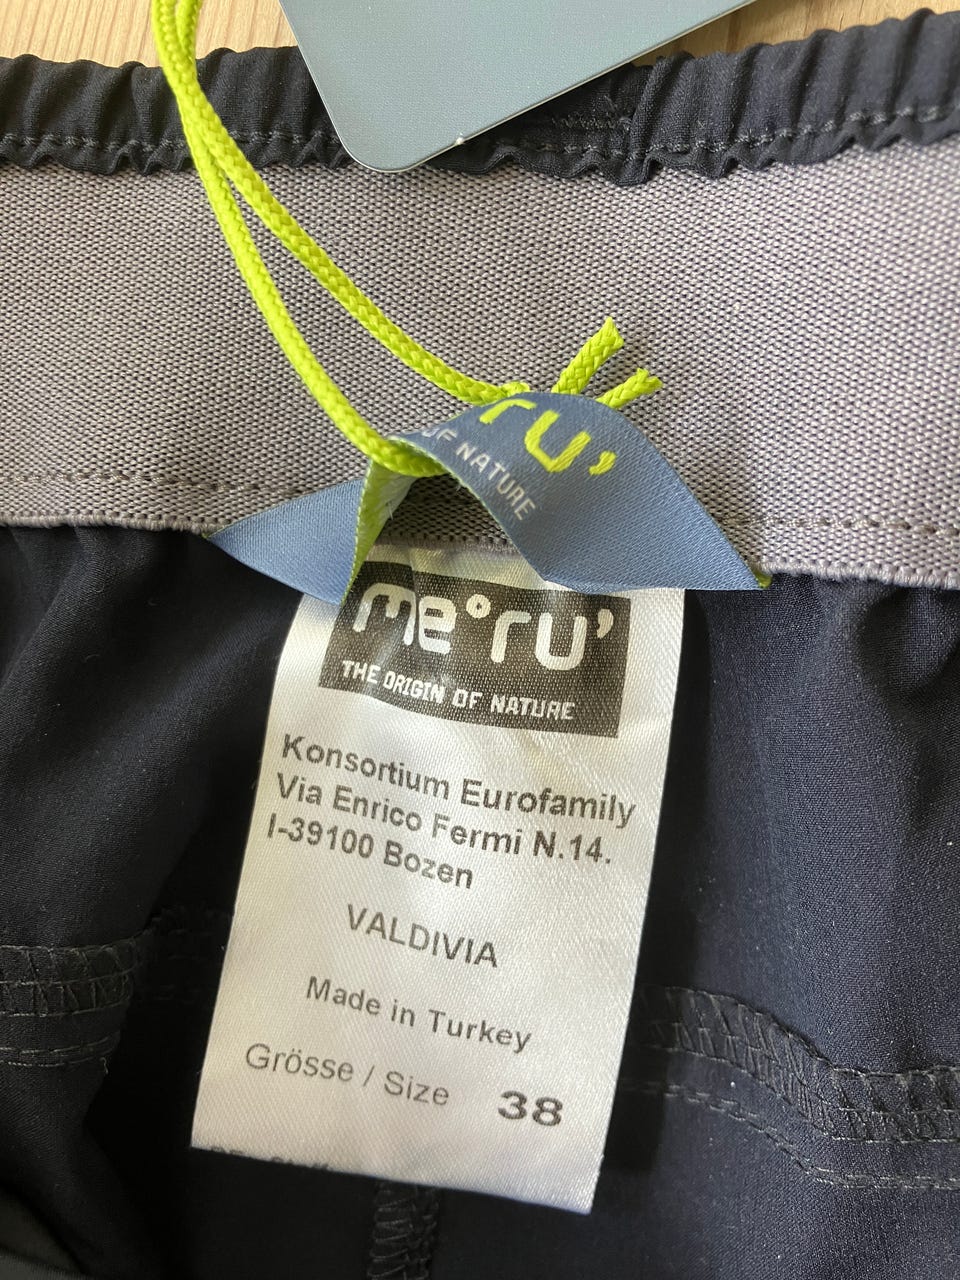 ru'
OF NATURE
me°ru'
THE ORIGIN OF NATURE
Konsortium Eurofamily
Via Enrico Fermi N.14.
I-39100 Bozen
VALDIVIA
Made in Turkey
Grösse / Size 38